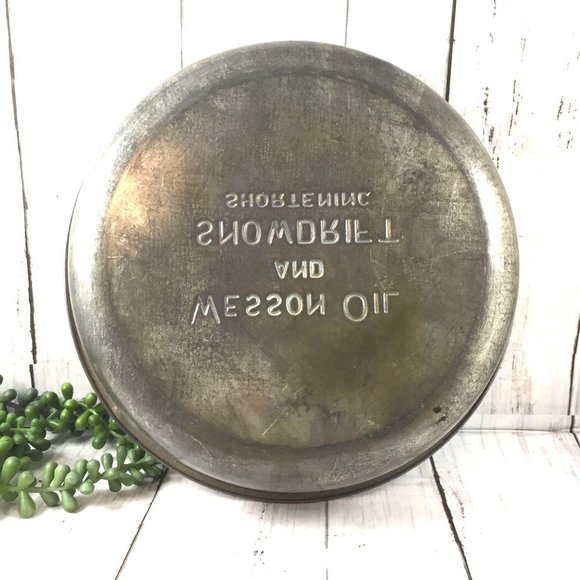 Wesson Oil
and
Snowdrift
Shortening